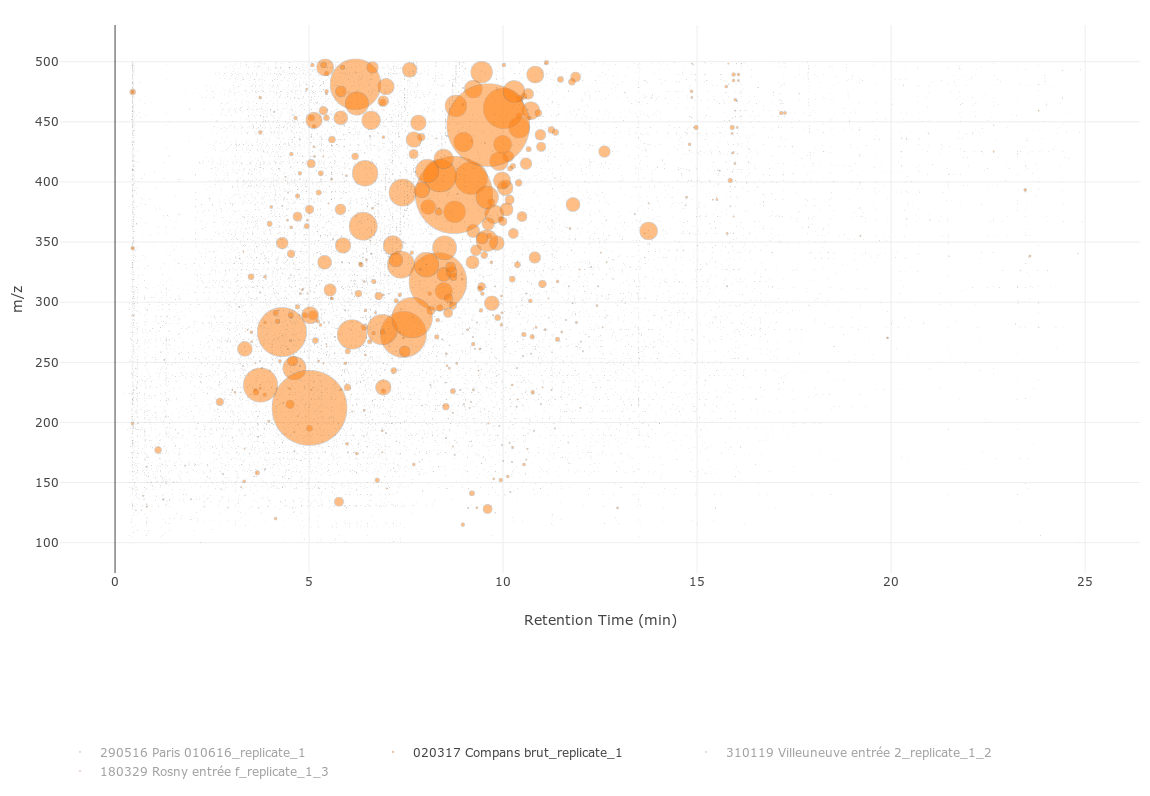 500
450
400
350
300
250
200
150
100
m/z
0 5 10 15 20 25
Retention Time (min)
290516 Paris 010616_replicate_1 020317 Compans brut_replicate_1 310119 Villeuneuve entrée 2_replicate_1_2
180329 Rosny entrée f_replicate_1_3